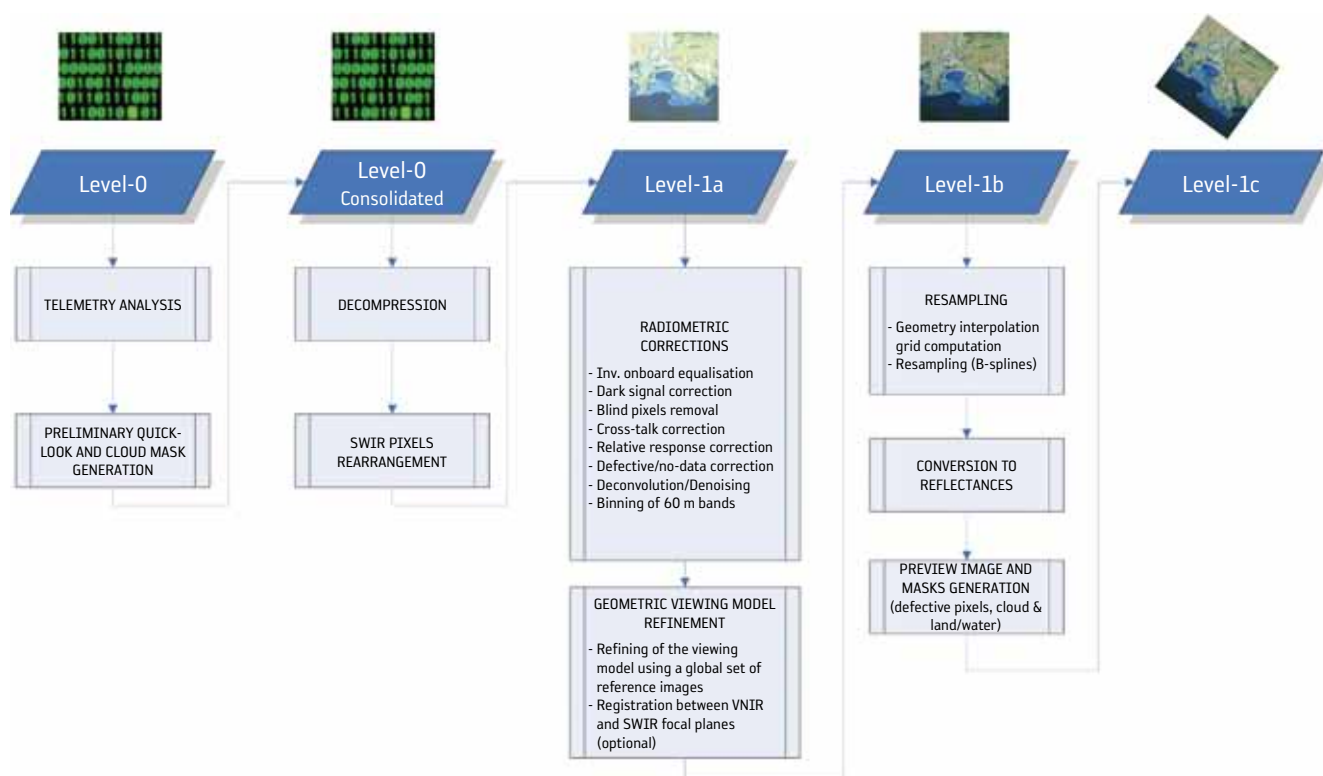 Level-0
TELEMETRY ANALYSIS
PRELIMINARY QUICK-
LOOK AND CLOUD MASK
GENERATION
Level-0
Consolidated
DECOMPRESSION
SWIR PIXELS
REARRANGEMENT
Level-1a
RADIOMETRIC
CORRECTIONS
- Inv. onboard equalisation
- Dark signal correction
- Blind pixels removal
- Cross-talk correction
- Relative response correction
- Defective/no-data correction
- Deconvolution/Denoising
- Binning of 60 m bands
GEOMETRIC VIEWING MODEL
REFINEMENT
- Refining of the viewing
model using a global set of
reference images
- Registration between VNIR
and SWIR focal planes
(optional)
Level-1b
RESAMPLING
- Geometry interpolation
grid computation
- Resampling (B-splines)
CONVERSION TO
REFLECTANCES
PREVIEW IMAGE AND
MASKS GENERATION
(defective pixels, cloud &
land/water)
Level-1c